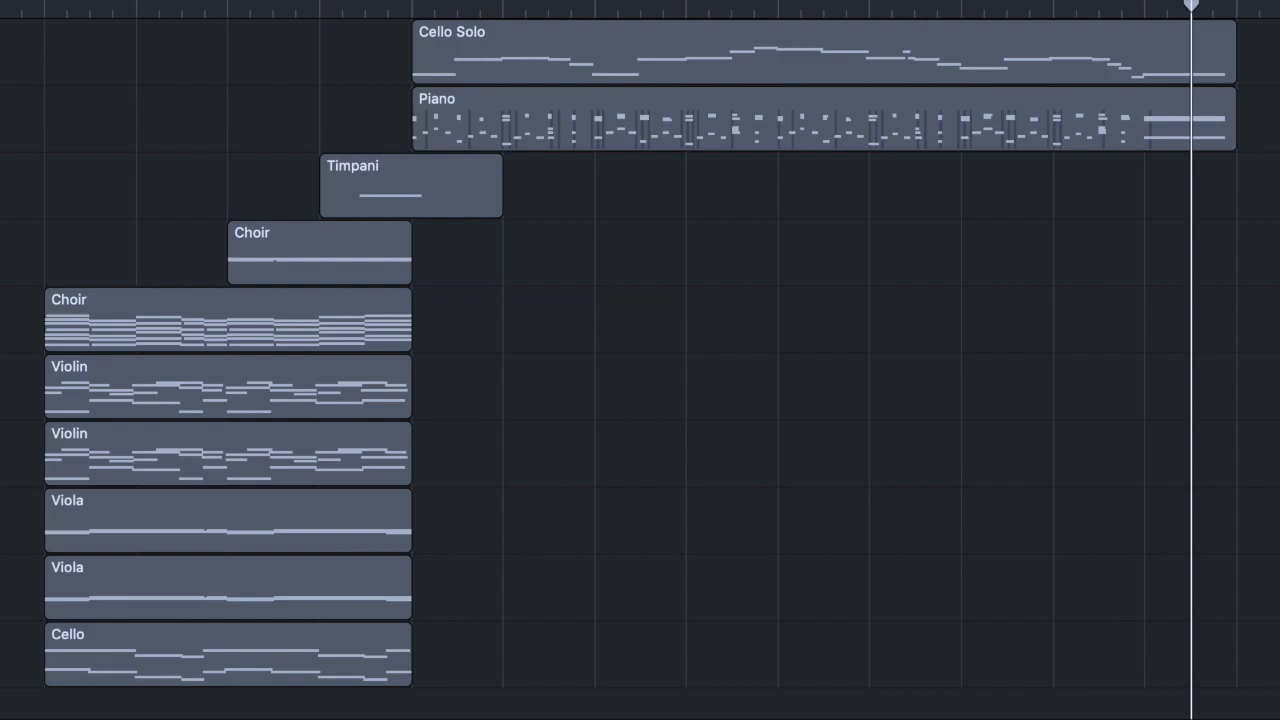 Cello Solo
Piano
Timpani
Choir
Choir
Violin
Violin
Viola
Viola
Cello